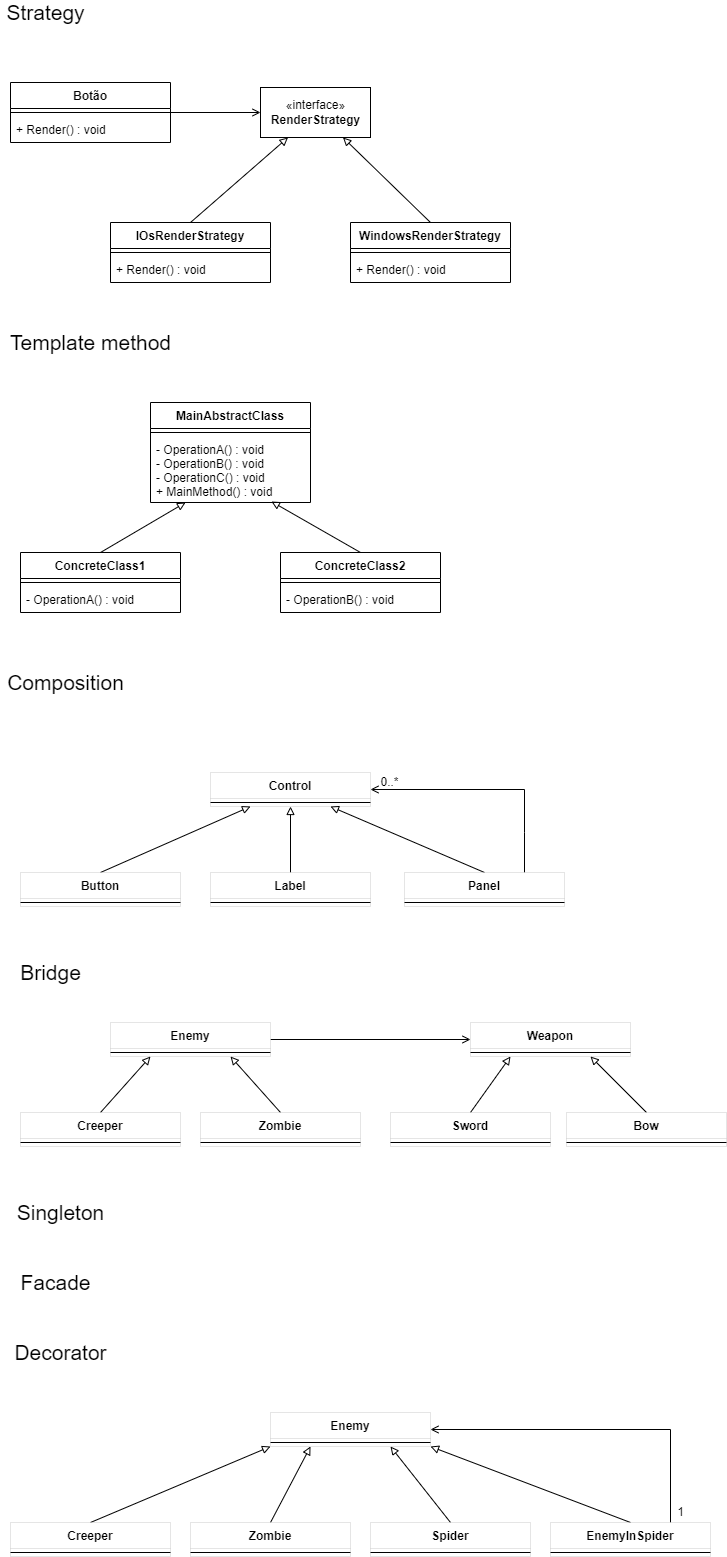 Strategy
Botão
+ Render() : void
«interface»
RenderStrategy
IOsRenderStrategy
+ Render() : void
WindowsRenderStrategy
+ Render() : void
Template method
MainAbstractClass
- OperationA() : void
- OperationB() : void
- OperationC() : void
+ MainMethod() : void
ConcreteClass1
- OperationA() : void
ConcreteClass2
- OperationB() : void
Composition
Control
0..*
Button
Label
Panel
Bridge
Enemy
Weapon
Creeper
Zombie
Sword
Bow
Singleton
Facade
Decorator
Enemy
1
Creeper
Zombie
Spider
EnemyInSpider